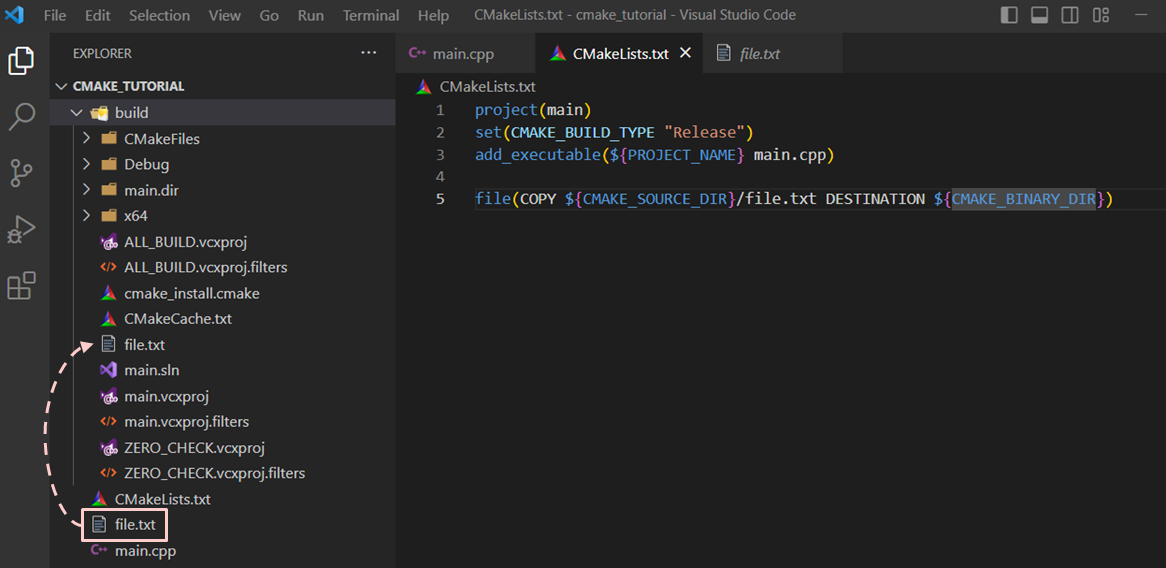 File Edit Selection View Go Run Terminal Help CMakeLists.txt - cmake_tutorial - Visual Studio Code
EXPLORER ...
CMAKE_TUTORIAL
build
CMakeFiles
Debug
main.dir
x64
ALL_BUILD.vcxproj
ALL_BUILD.vcxproj.filters
cmake_install.cmake
CMakeCache.txt
file.txt
main.sln
main.vcxproj
main.vcxproj.filters
ZERO_CHECK.vcxproj
ZERO_CHECK.vcxproj.filters
CMakeLists.txt
file.txt
C++ main.cpp
C++ main.cpp CMakeLists.txt file.txt
CMakeLists.txt
1 project(main)
2 set(CMAKE_BUILD_TYPE "Release")
3 add_executable(${PROJECT_NAME} main.cpp)
4
5 file(COPY ${CMAKE_SOURCE_DIR}/file.txt DESTINATION ${CMAKE_BINARY_DIR})